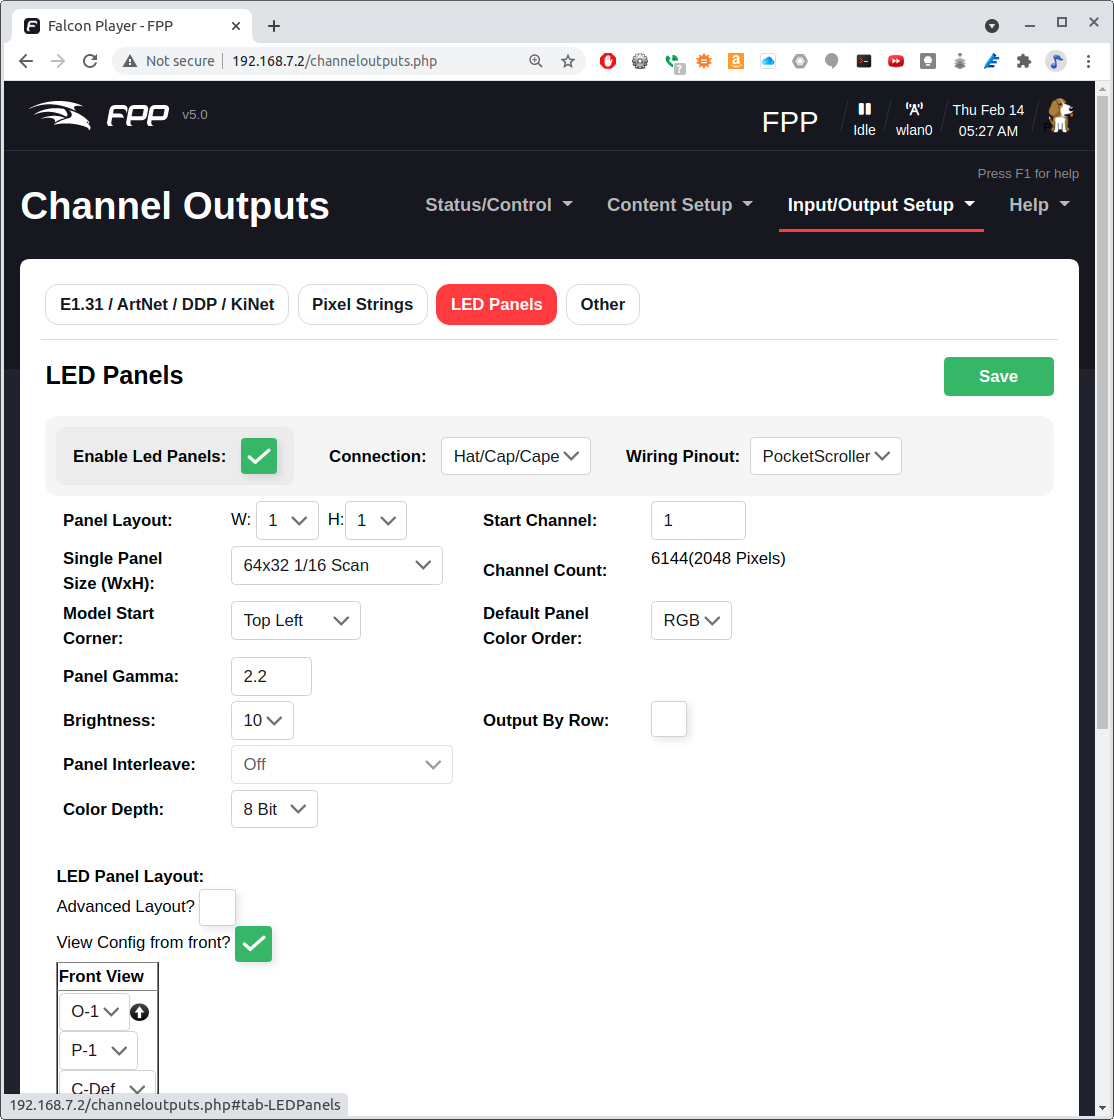 Falcon Player - FPP
Not secure
192.168.7.2/channeloutputs.php
FPP v5.0
FPP
Idle
wlan0
Thu Feb 14
05:27 AM
Press F1 for help
Channel Outputs
Status/Control
Content Setup
Input/Output Setup
Help
E1.31 / ArtNet / DDP / KiNet
Pixel Strings
LED Panels
Other
LED Panels
Save
Enable Led Panels:
Connection: Hat/Cap/Cape
Wiring Pinout: PocketScroller
Panel Layout: W: 1 H: 1
Start Channel: 1
Single Panel
Size (WxH):
64x32 1/16 Scan
Channel Count:
6144(2048 Pixels)
Model Start
Corner:
Top Left
Default Panel
Color Order:
RGB
Panel Gamma: 2.2
Brightness: 10
Output By Row:
Panel Interleave: Off
Color Depth: 8 Bit
LED Panel Layout:
Advanced Layout?
View Config from front?
Front View
O-1
P-1
C-Def
192.168.7.2/channeloutputs.php#tab-LEDPanels